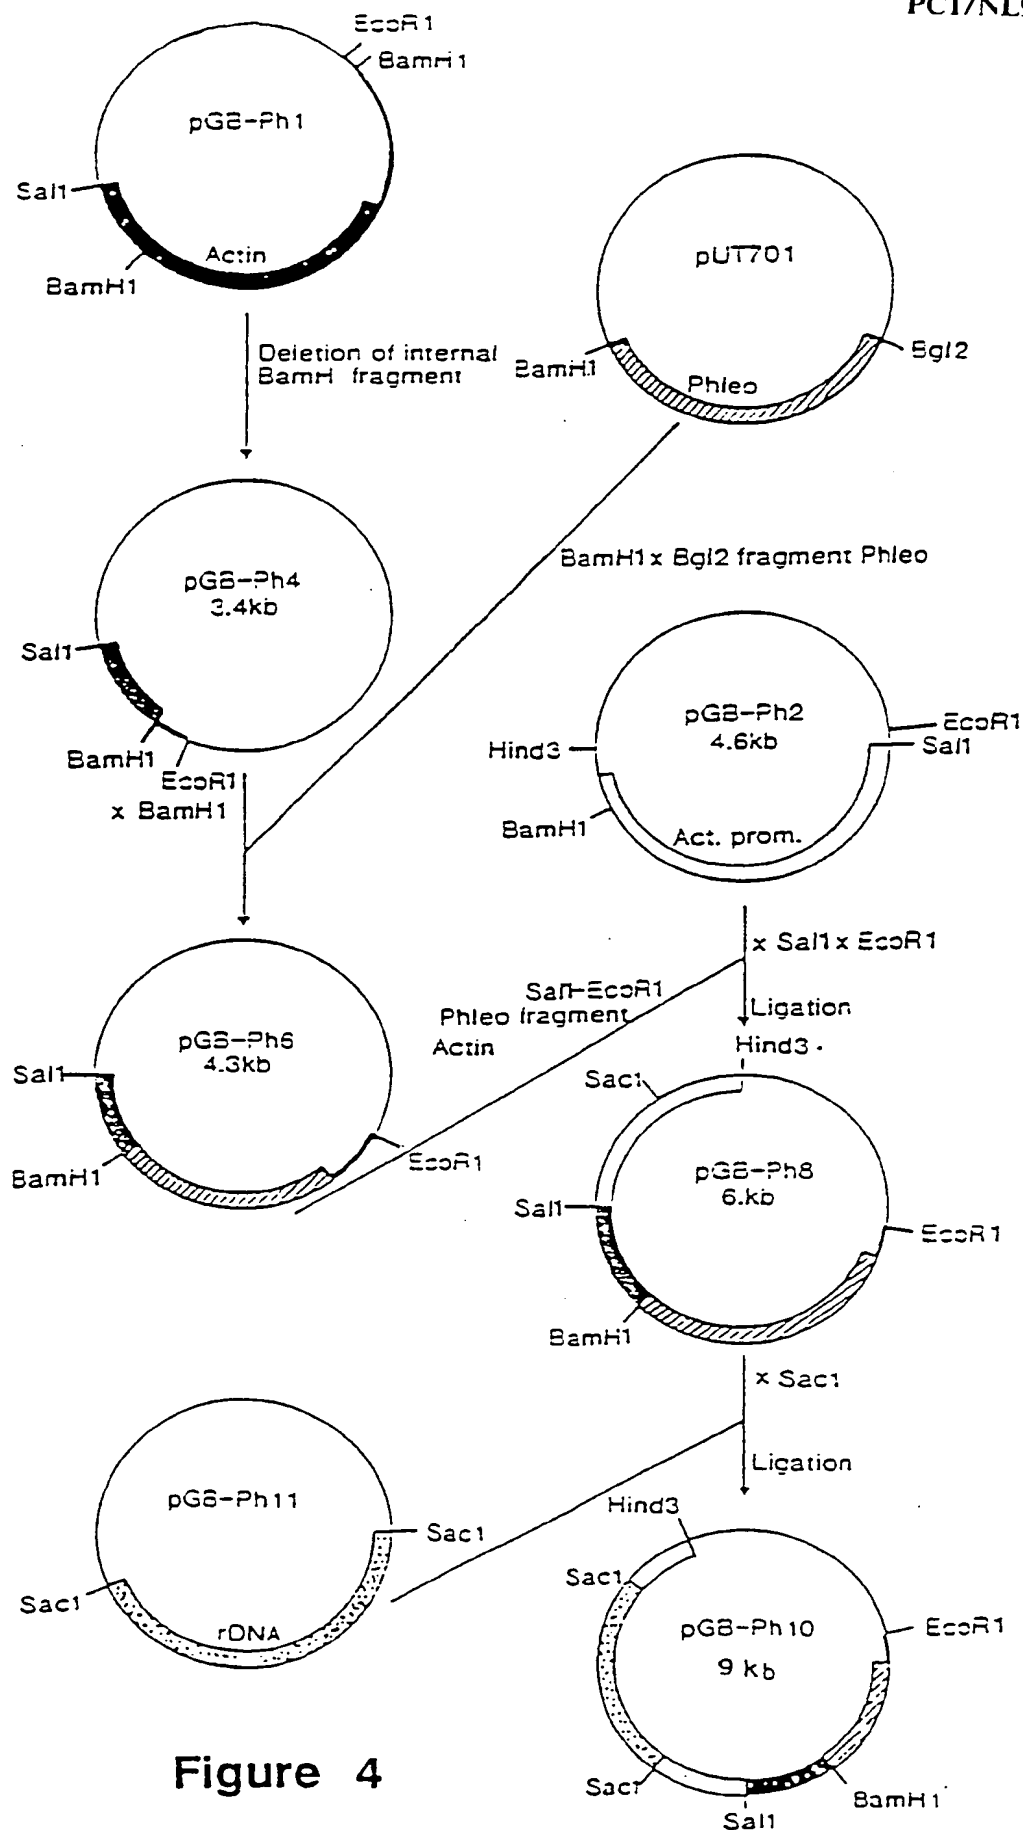 PCT/NL9
EcoR1
BamH1
pGB-Ph1
Sal1
Actin
BamH1
pUT701
Deletion of internal
BamH fragment
BamH1
Bgl2
Phleo
BamH1 x Bgl2 fragment Phleo
pGB-Ph4
3.4kb
Sal1
BamH1
EcoR1
x BamH1
pGB-Ph2
4.6kb
EcoR1
Sal1
Hind3
BamH1
Act. prom.
x Sal1 x EcoR1
Sal1-EcoR1
Phleo fragment
Actin
Ligation
pGB-Ph6
4.3kb
Sal1
BamH1
EcoR1
Hind3
Sac1
pGB-Ph8
6.kb
Sal1
EcoR1
BamH1
x Sac1
Ligation
pGB-Ph11
Sac1
Sac1
rDNA
Hind3
Sac1
pGB-Ph10
9 kb
EcoR1
Sac1
BamH1
Sal1
Figure 4